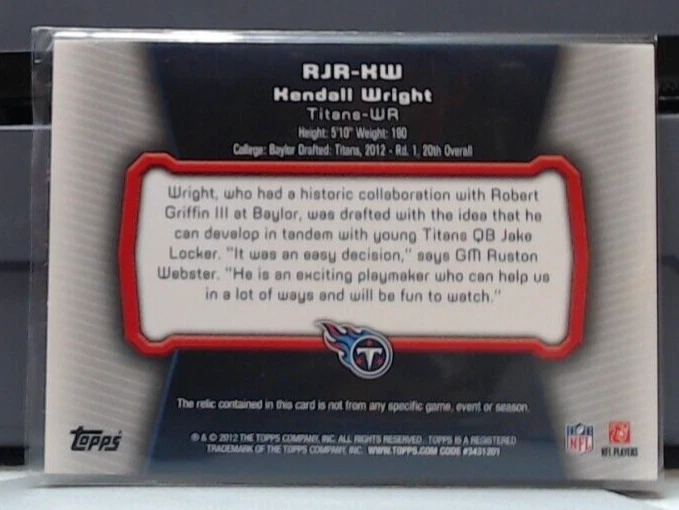 RJR-KW
Kendall Wright
Titans-WR
Height: 5'10" Weight: 190
College: Baylor Drafted: Titans, 2012 - Rd. 1, 20th Overall
Wright, who had a historic collaboration with Robert
Griffin III at Baylor, was drafted with the idea that he
can develop in tandem with young Titans QB Jake
Locker. "It was an easy decision," says GM Ruston
Webster. "He is an exciting playmaker who can help us
in a lot of ways and will be fun to watch."
T
The relic contained in this card is not from any specific game, event or season.
Topps
® & © 2012 THE TOPPS COMPANY, INC. ALL RIGHTS RESERVED. TOPPS IS A REGISTERED
TRADEMARK OF THE TOPPS COMPANY, INC. WWW.TOPPS.COM CODE #3431201
NFL
NFL PLAYERS